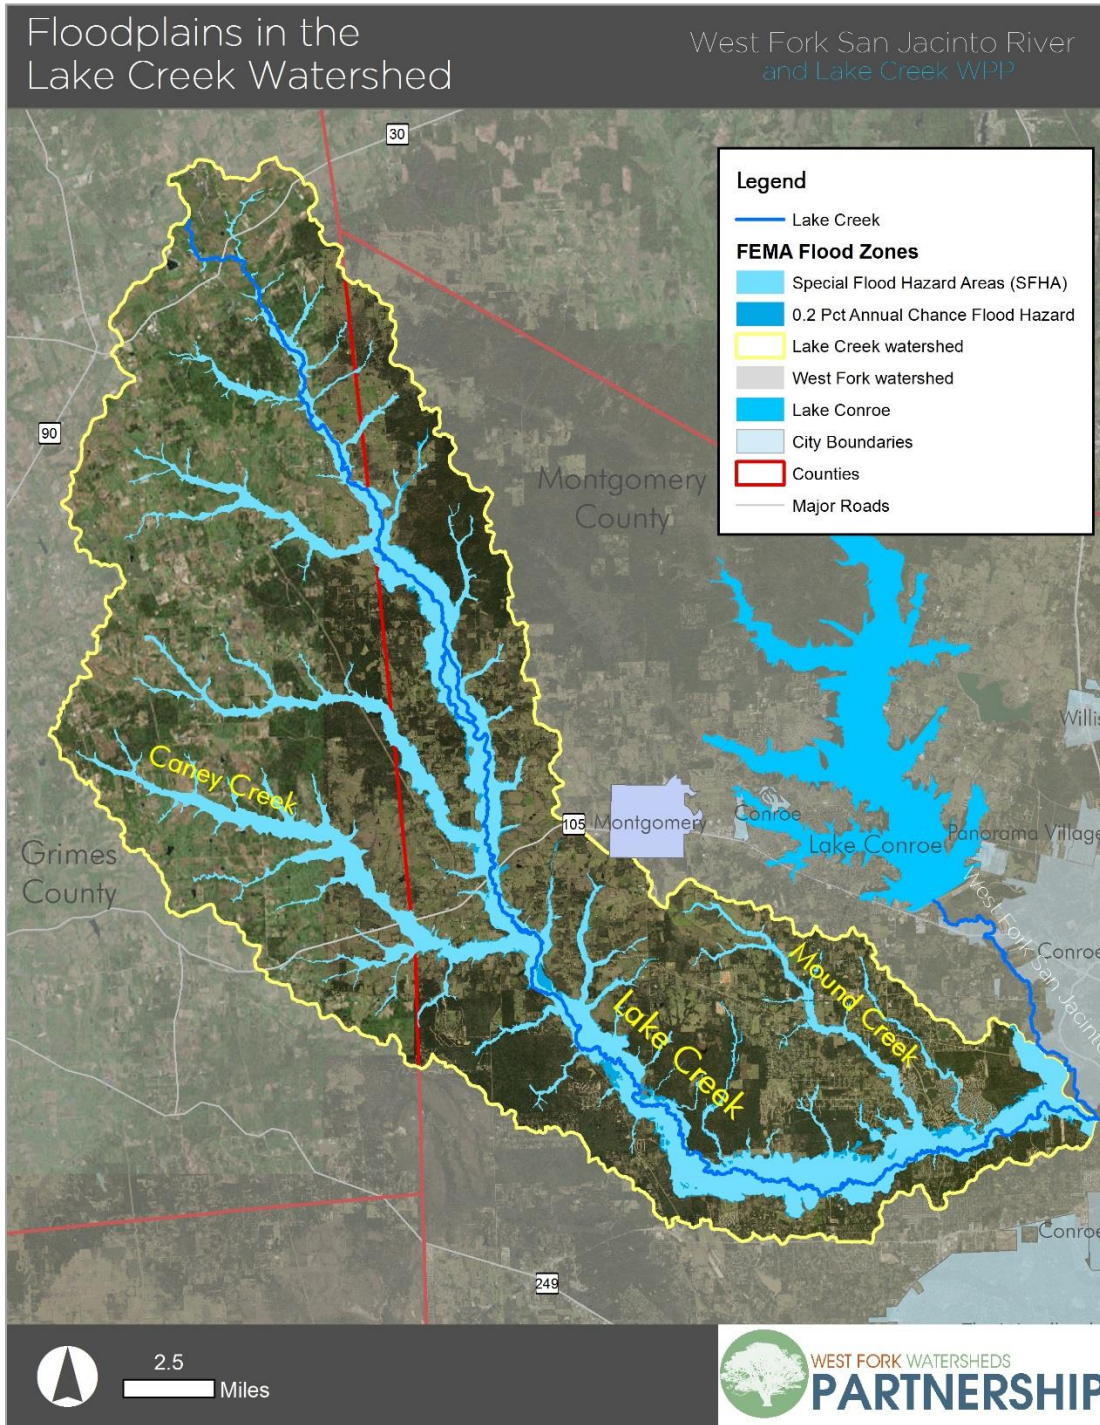 Floodplains in the
Lake Creek Watershed
West Fork San Jacinto River
and Lake Creek WPP
Legend
Lake Creek
FEMA Flood Zones
Special Flood Hazard Areas (SFHA)
0.2 Pct Annual Chance Flood Hazard
Lake Creek watershed
West Fork watershed
Lake Conroe
City Boundaries
Counties
Major Roads
30
90
Montgomery
County
Willis
Caney Creek
105
Montgomery
Conroe
Lake Conroe
Panorama Village
Grimes
County
West Fork San Jacinto
Conroe
Mound Creek
Lake Creek
Conroe
249
2.5
Miles
WEST FORK WATERSHEDS
PARTNERSHIP